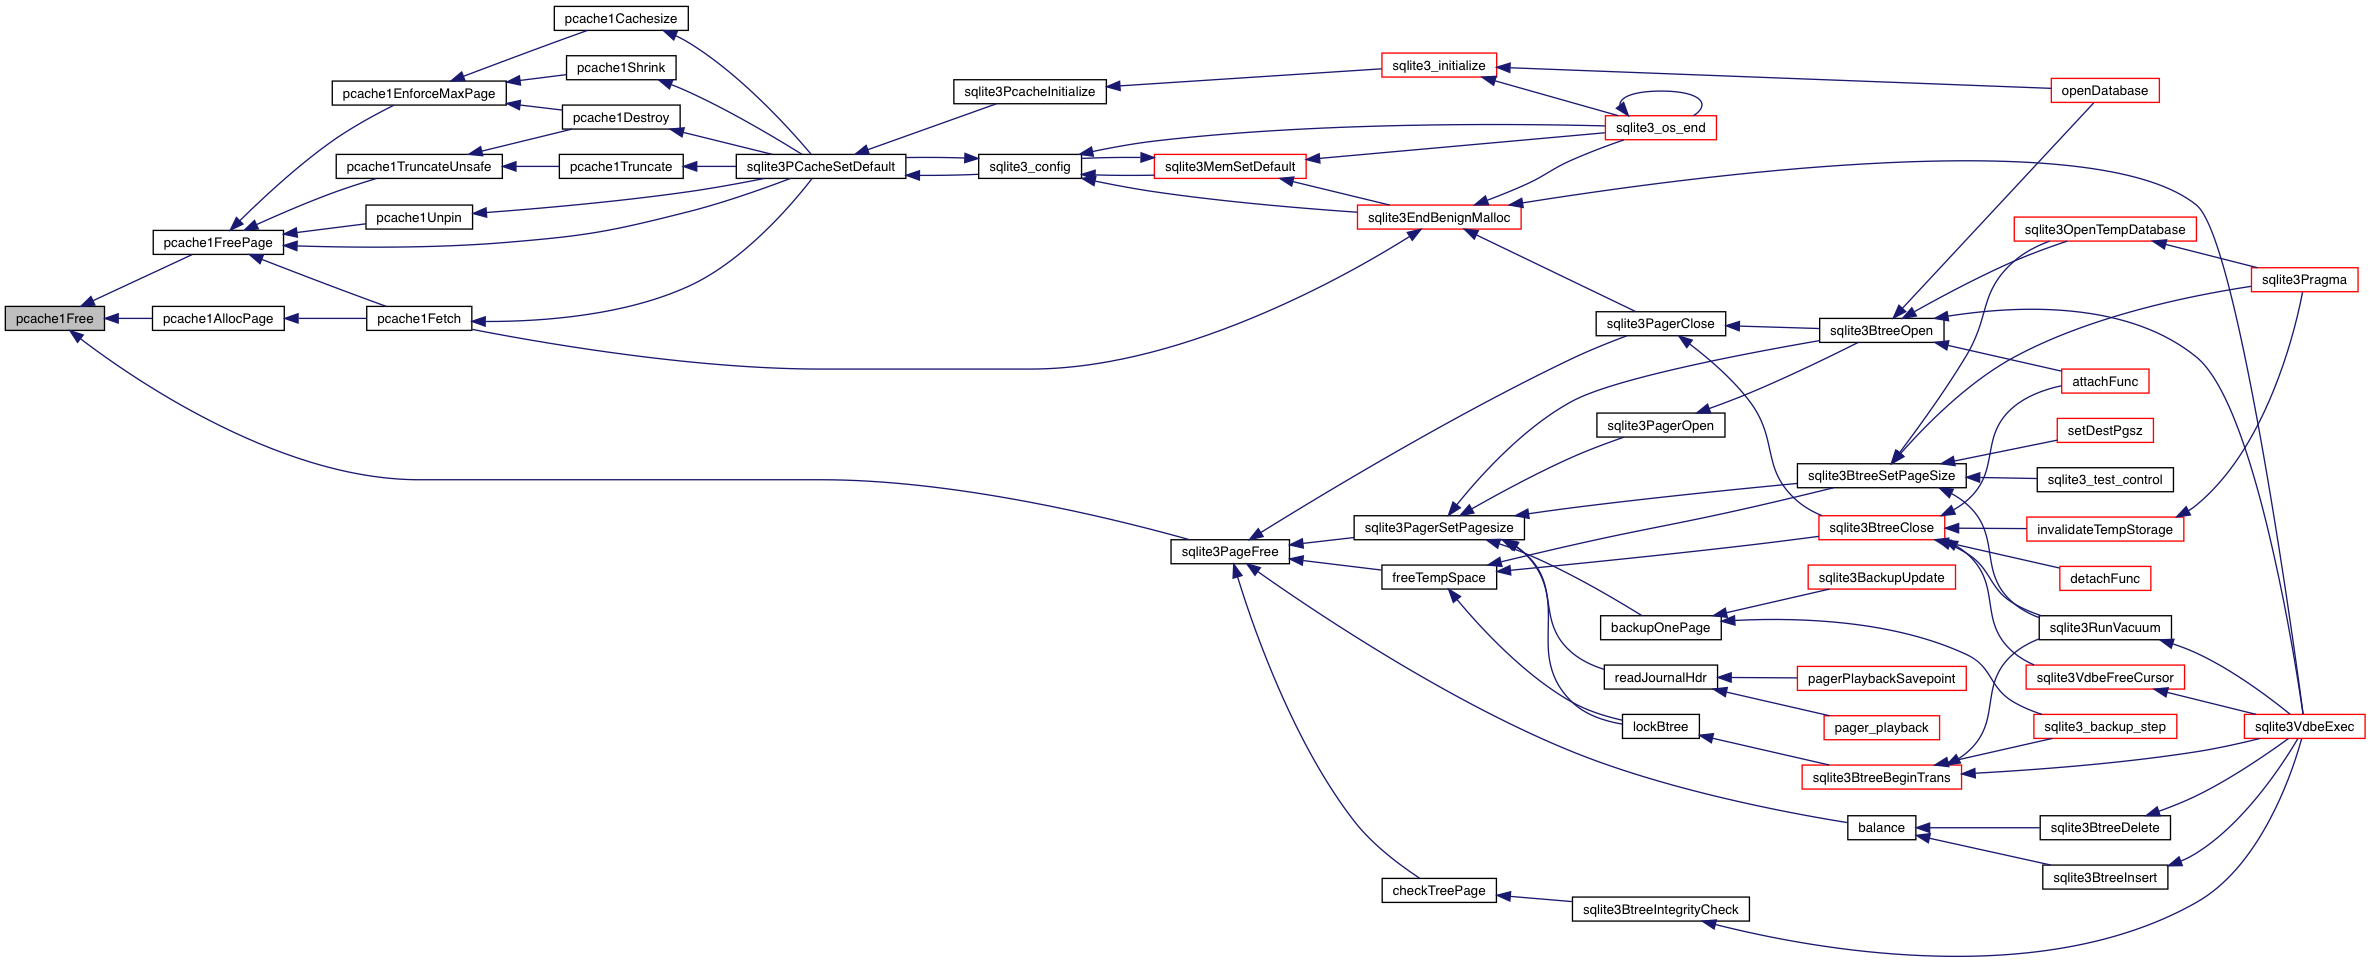 pcache1Free
pcache1FreePage
pcache1AllocPage
pcache1EnforceMaxPage
pcache1TruncateUnsafe
pcache1Unpin
pcache1Fetch
pcache1Cachesize
pcache1Shrink
pcache1Destroy
pcache1Truncate
sqlite3PCacheSetDefault
sqlite3PcacheInitialize
sqlite3_config
sqlite3MemSetDefault
sqlite3_initialize
sqlite3EndBenignMalloc
sqlite3_os_end
openDatabase
sqlite3PageFree
sqlite3PagerSetPagesize
freeTempSpace
checkTreePage
sqlite3PagerClose
sqlite3PagerOpen
backupOnePage
readJournalHdr
lockBtree
sqlite3BtreeIntegrityCheck
sqlite3BtreeOpen
sqlite3BtreeSetPageSize
sqlite3BtreeClose
sqlite3BackupUpdate
pagerPlaybackSavepoint
pager_playback
sqlite3BtreeBeginTrans
balance
sqlite3OpenTempDatabase
attachFunc
setDestPgsz
sqlite3_test_control
invalidateTempStorage
detachFunc
sqlite3RunVacuum
sqlite3VdbeFreeCursor
sqlite3_backup_step
sqlite3BtreeDelete
sqlite3BtreeInsert
sqlite3Pragma
sqlite3VdbeExec